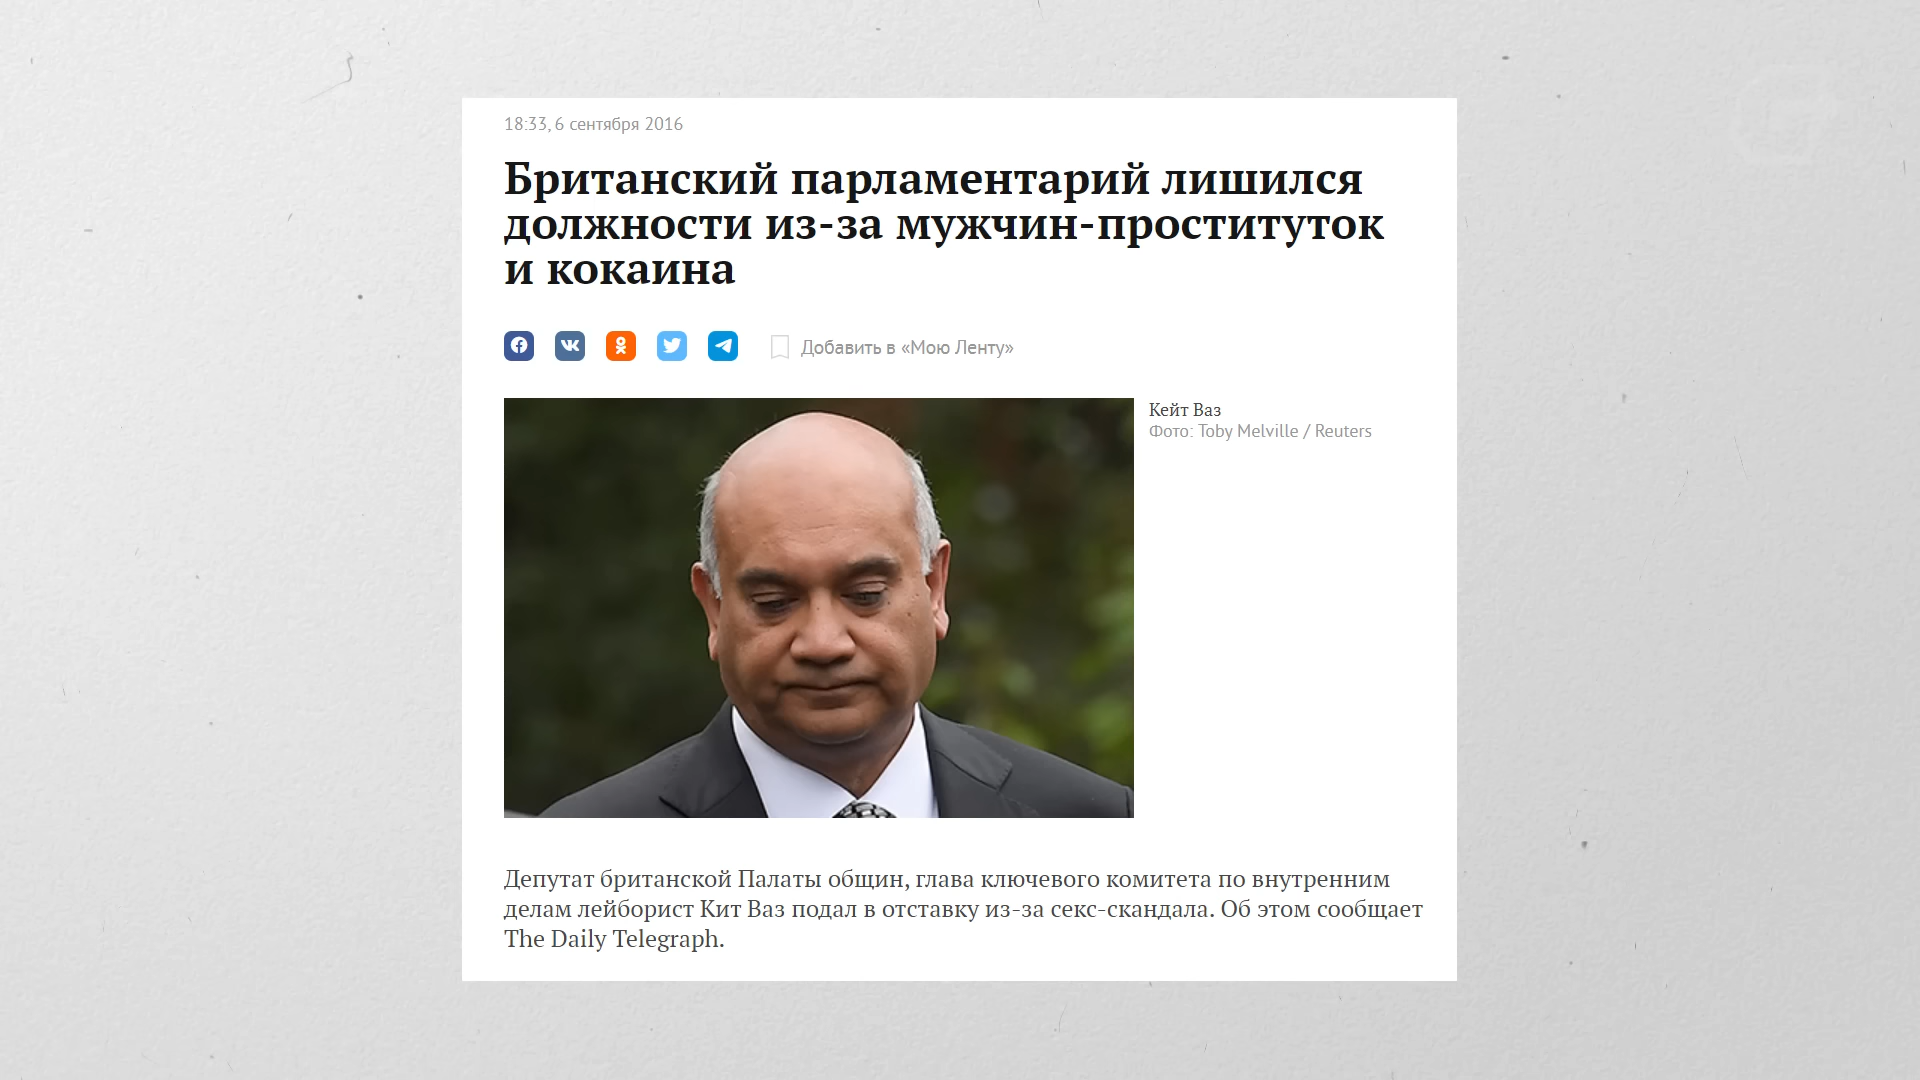 18:33, 6 сентября 2016
Британский парламентарий лишился
должности из-за мужчин-проституток
и кокаина
Добавить в «Мою Ленту»
Кейт Ваз
Фото: Toby Melville / Reuters
Депутат британской Палаты общин, глава ключевого комитета по внутренним
делам лейборист Кит Ваз подал в отставку из-за секс-скандала. Об этом сообщает
The Daily Telegraph.